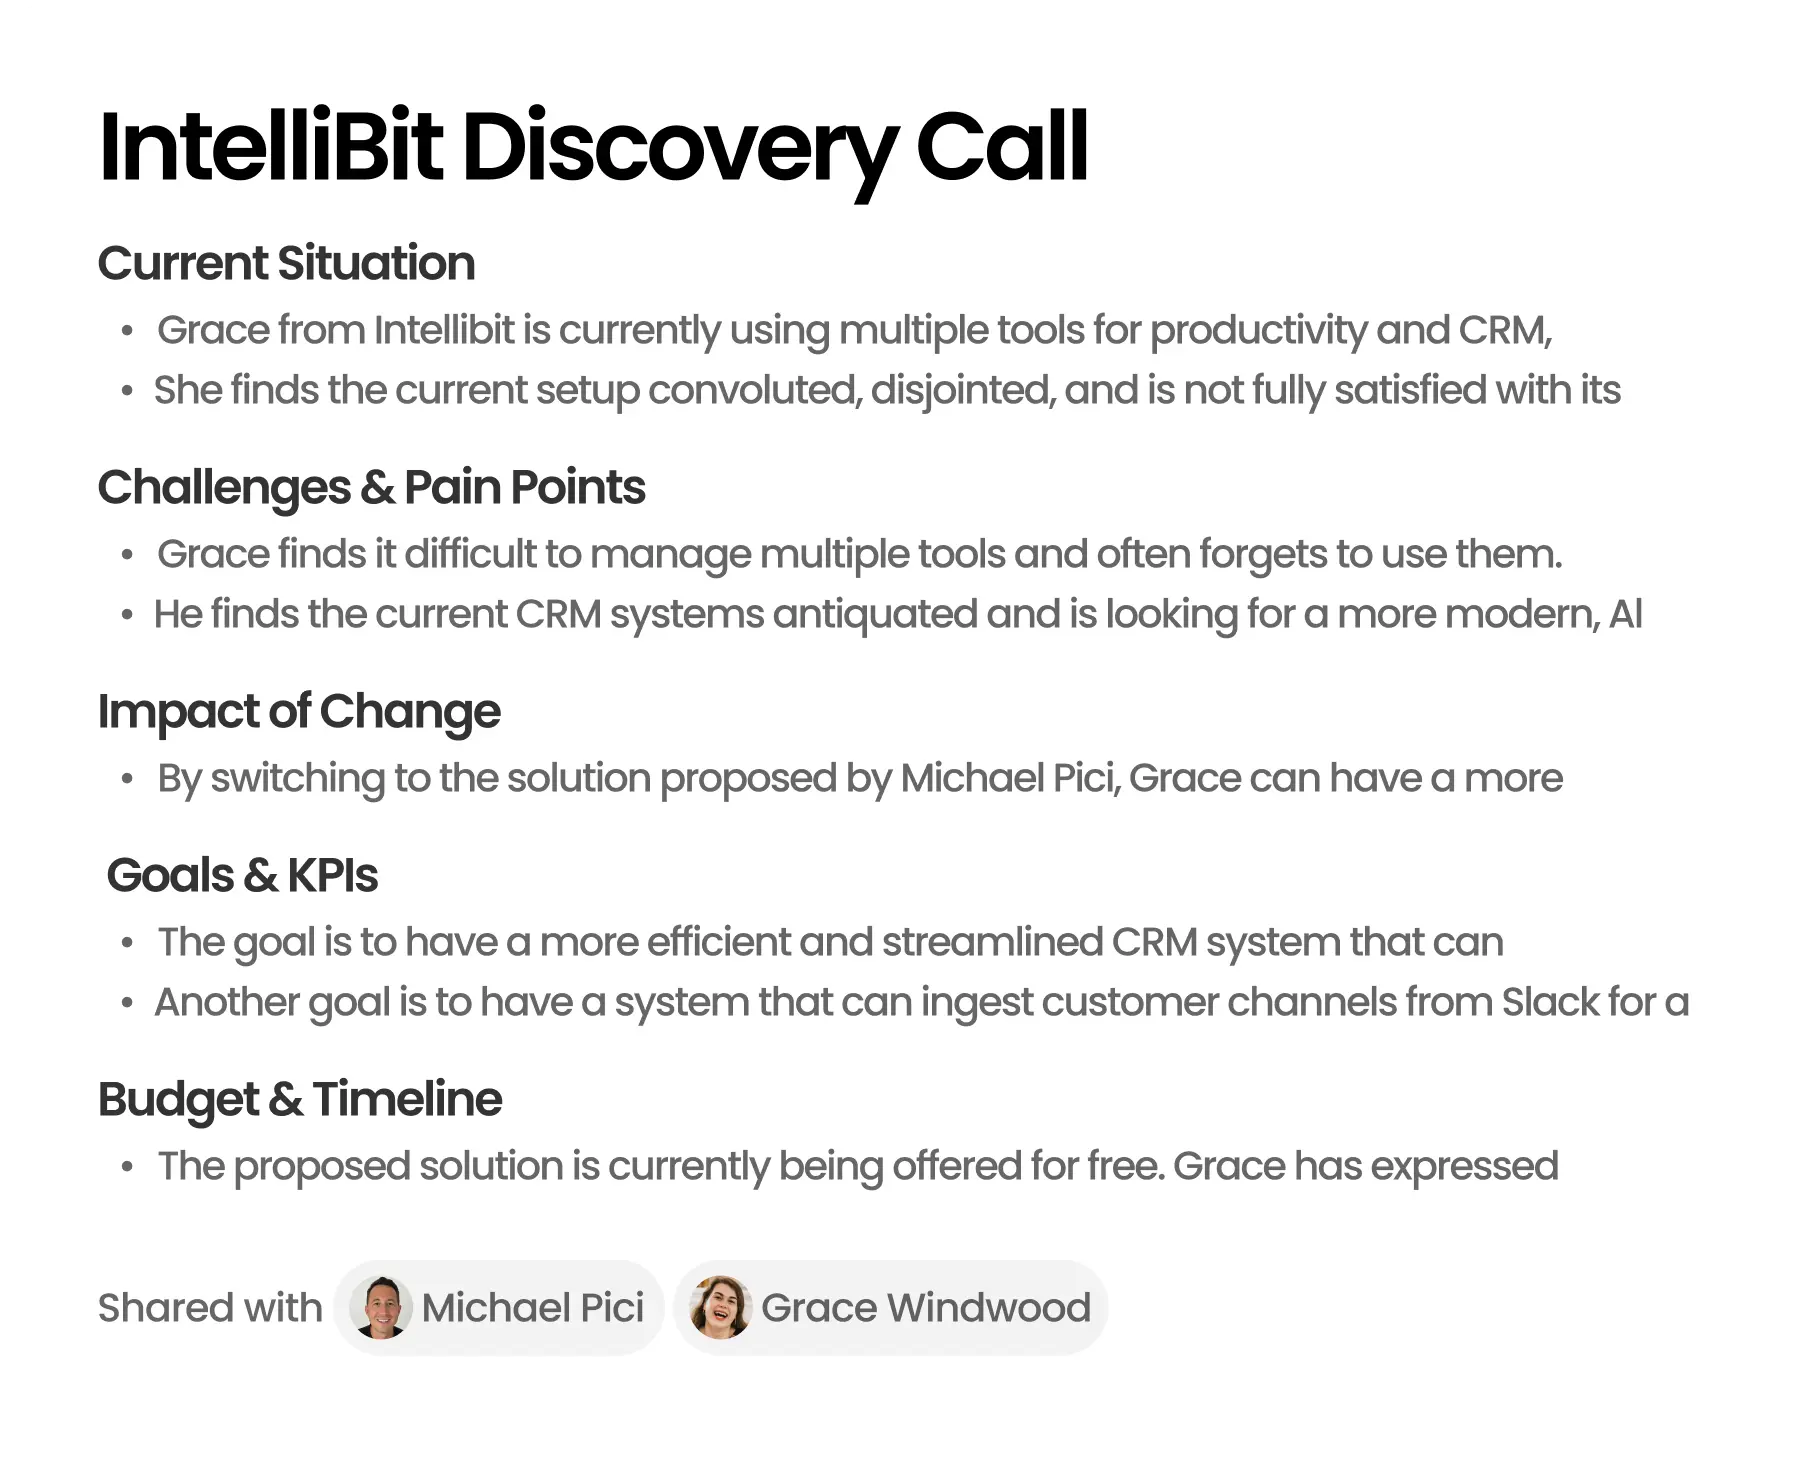 IntelliBit Discovery Call
Current Situation
• Grace from Intellibit is currently using multiple tools for productivity and CRM,
• She finds the current setup convoluted, disjointed, and is not fully satisfied with its
Challenges & Pain Points
• Grace finds it difficult to manage multiple tools and often forgets to use them.
• He finds the current CRM systems antiquated and is looking for a more modern, AI
Impact of Change
• By switching to the solution proposed by Michael Pici, Grace can have a more
Goals & KPIs
• The goal is to have a more efficient and streamlined CRM system that can
• Another goal is to have a system that can ingest customer channels from Slack for a
Budget & Timeline
• The proposed solution is currently being offered for free. Grace has expressed
Shared with Michael Pici Grace Windwood